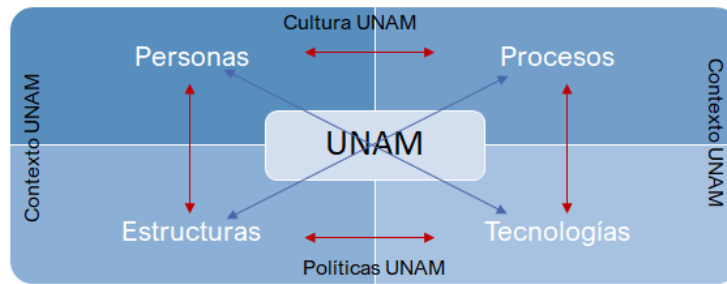 Cultura UNAM
Personas
Procesos
Contexto UNAM
UNAM
Contexto UNAM
Estructuras
Tecnologías
Políticas UNAM